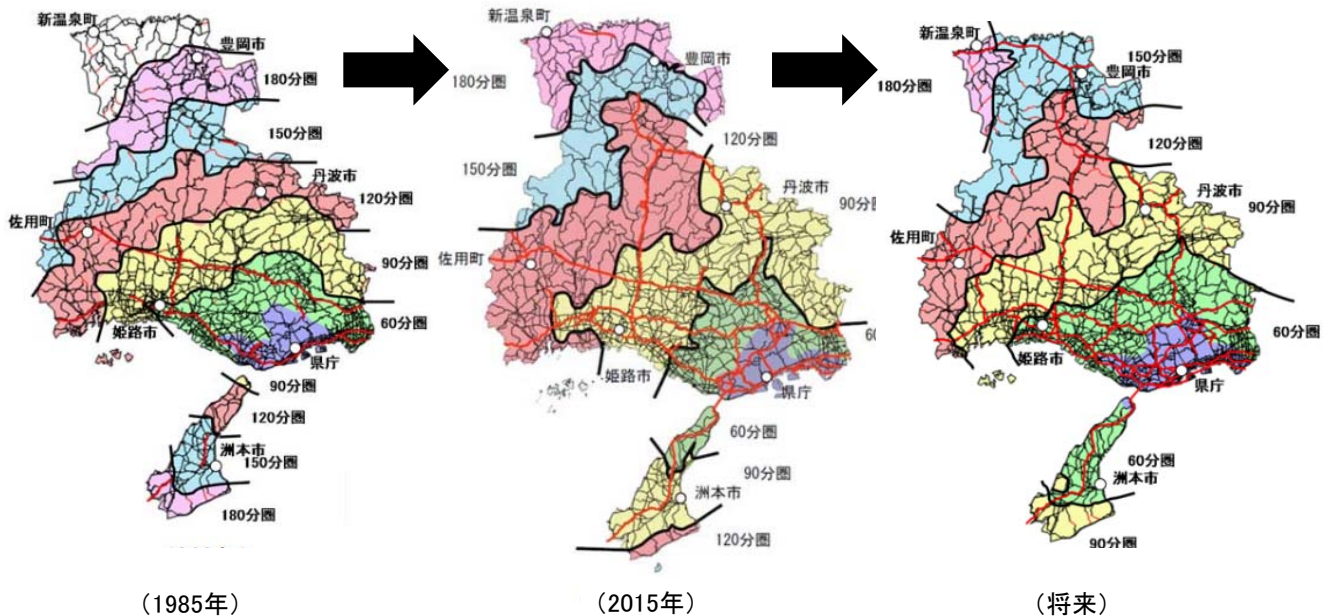 新温泉町
豊岡市
180分圏
150分圏
丹波市
120分圏
佐用町
90分圏
60分圏
姫路市
県庁
90分圏
120分圏
洲本市
150分圏
180分圏
(1985年)
新温泉町
豊岡市
180分圏
120分圏
150分圏
丹波市
90分圏
佐用町
60
姫路市
県庁
60分圏
90分圏
洲本市
120分圏
(2015年)
新温泉町
150分圏
豊岡市
180分圏
120分圏
丹波市
90分圏
佐用町
60分圏
姫路市
県庁
60分圏
洲本市
90分圏
(将来)